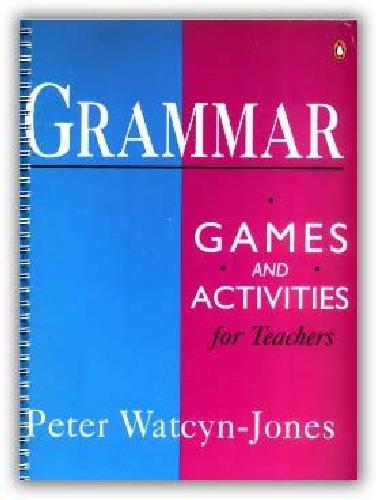 GRAMMAR
GAMES
AND
ACTIVITIES
for Teachers
Peter Watcyn-Jones